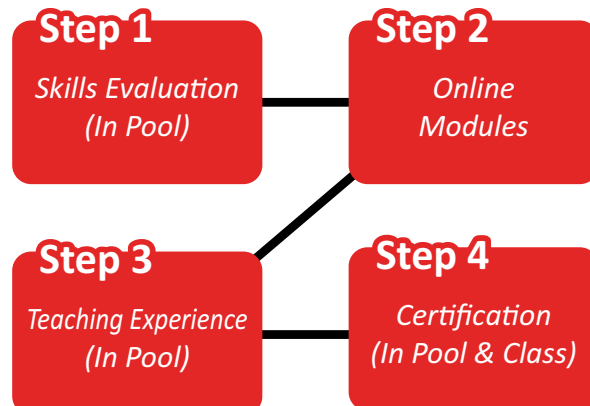 Step 1
Skills Evaluation
(In Pool)
Step 2
Online
Modules
Step 3
Teaching Experience
(In Pool)
Step 4
Certification
(In Pool & Class)